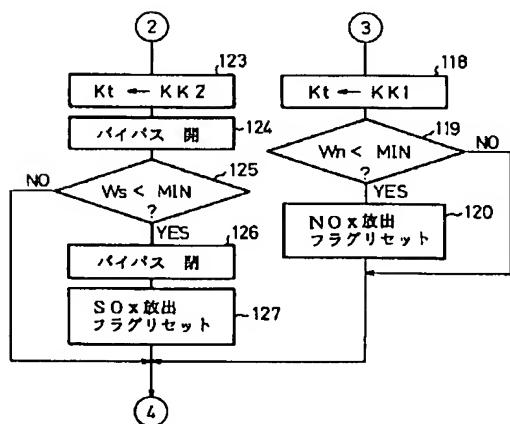 2
123
Kt ← KK2
バイパス 開
124
125
NO
Ws < MIN
?
YES
126
バイパス 閉
SOx放出
フラグリセット
127
3
118
Kt ← KK1
119
NO
Wn < MIN
?
YES
120
NOx放出
フラグリセット
4